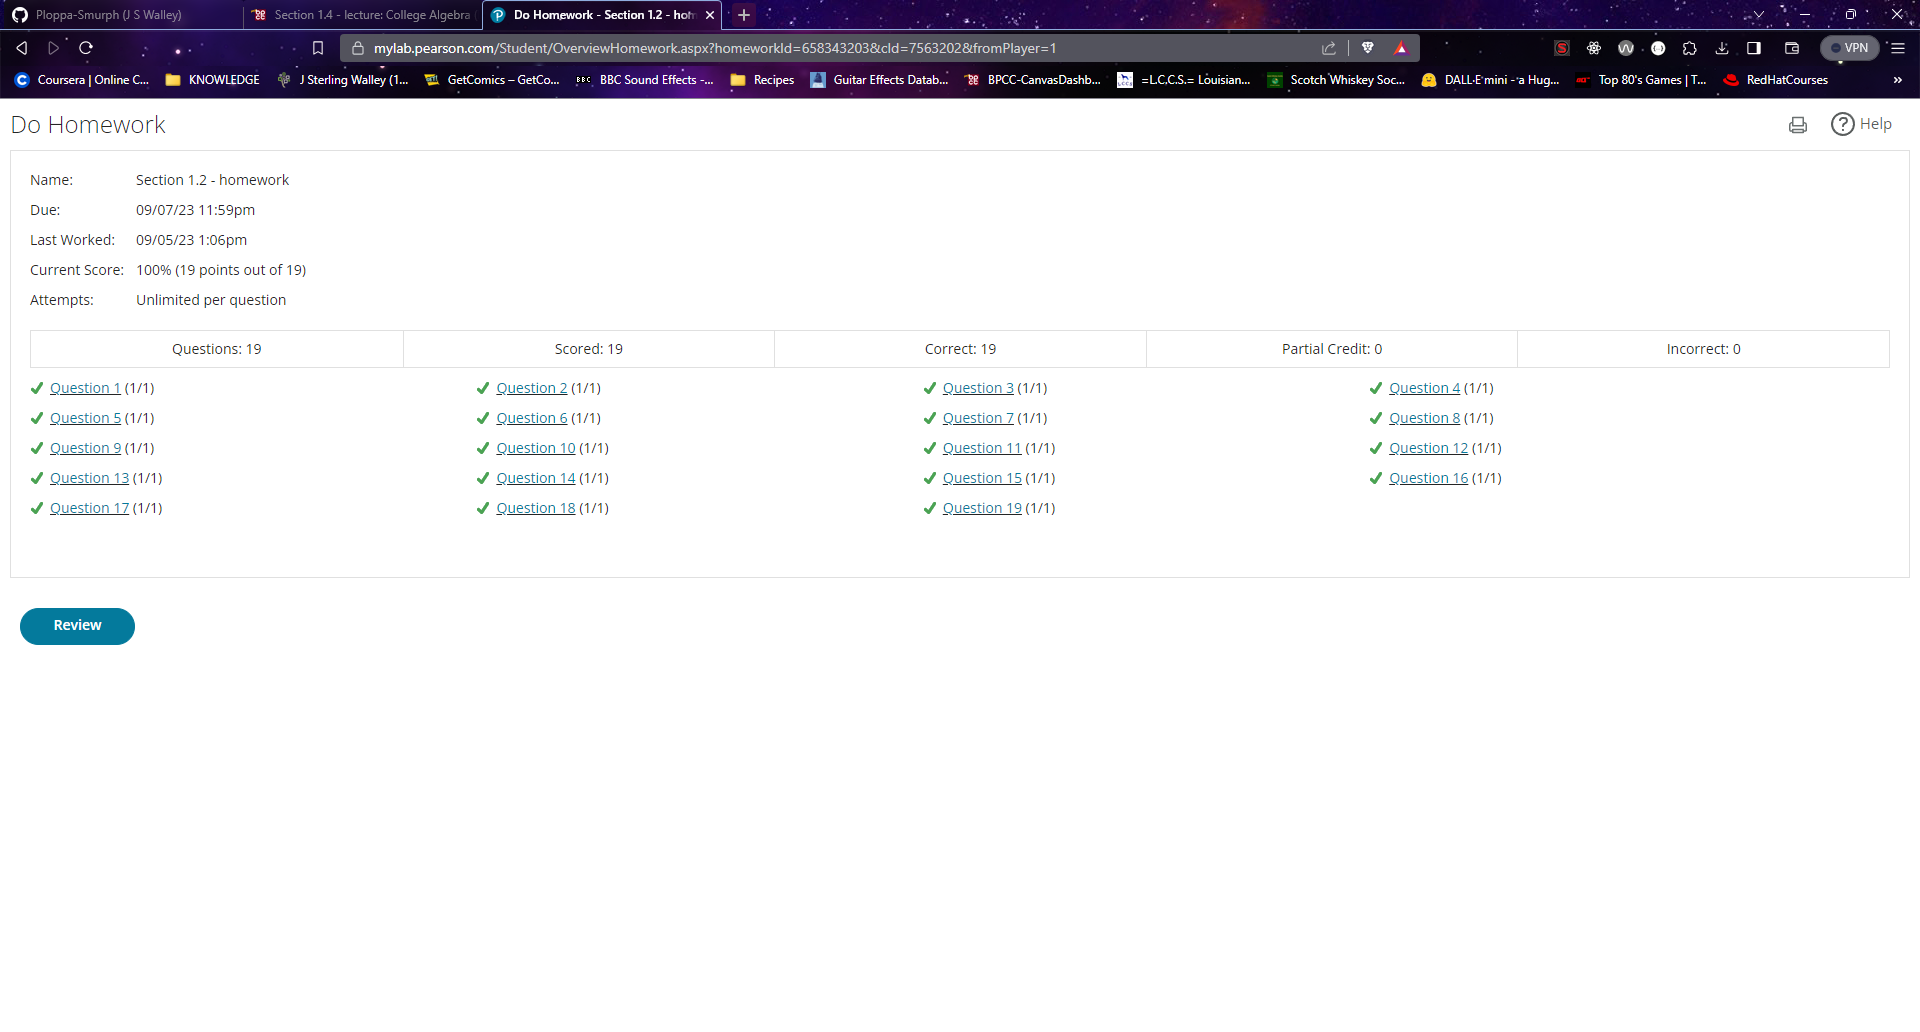 Ploppa-Smurph (J S Walley)
Section 1.4 - lecture: College Algebra (
Do Homework - Section 1.2 - hom
mylab.pearson.com/Student/OverviewHomework.aspx?homeworkId=658343203&cId=7563202&fromPlayer=1
VPN
Coursera | Online C...
KNOWLEDGE
J Sterling Walley (1...
GetComics – GetCo...
BBC
BBC Sound Effects -...
Recipes
Guitar Effects Datab...
BPCC-CanvasDashb...
L.C.C.S.
=L.C,C.S.= Louisian...
Scotch Whiskey Soc...
DALL·E mini - a Hug...
Top 80's Games | T...
RedHatCourses
»
Do Homework
? Help
Name: Section 1.2 - homework
Due: 09/07/23 11:59pm
Last Worked: 09/05/23 1:06pm
Current Score: 100% (19 points out of 19)
Attempts: Unlimited per question
Questions: 19 Scored: 19 Correct: 19 Partial Credit: 0 Incorrect: 0
Question 1 (1/1) Question 2 (1/1) Question 3 (1/1) Question 4 (1/1)
Question 5 (1/1) Question 6 (1/1) Question 7 (1/1) Question 8 (1/1)
Question 9 (1/1) Question 10 (1/1) Question 11 (1/1) Question 12 (1/1)
Question 13 (1/1) Question 14 (1/1) Question 15 (1/1) Question 16 (1/1)
Question 17 (1/1) Question 18 (1/1) Question 19 (1/1)
Review